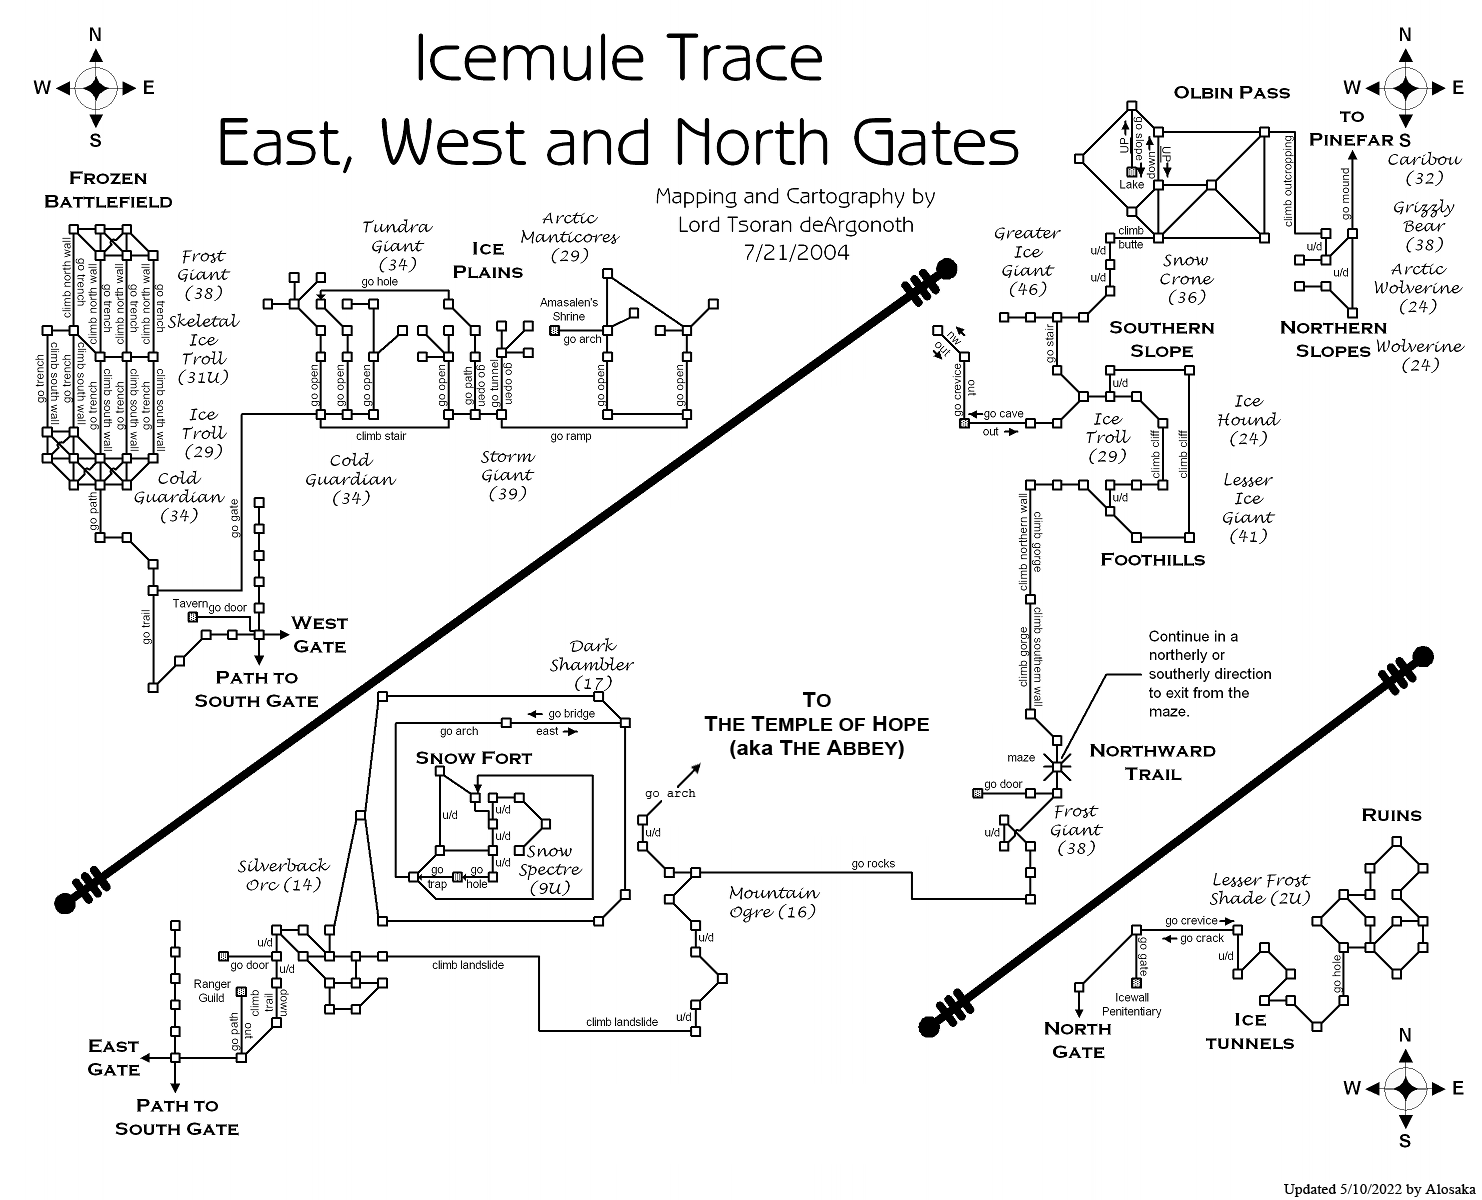 Icemule Trace
East, West and North Gates
Mapping and Cartography by
Lord Tsoran deArgonoth
7/21/2004
N
W
E
S
FROZEN
BATTLEFIELD
climb north wall
go trench
climb north wall
go trench
climb north wall
go trench
go trench
climb south wall
go trench
climb south wall
go trench
climb south wall
go trench
climb south wall
Frost
Giant
(38)
Skeletal
Ice
Troll
(31U)
Ice
Troll
(29)
Cold
Guardian
(34)
go path
go trail
go gate
Tavern
go door
WEST
GATE
PATH TO
SOUTH GATE
Tundra
Giant
(34)
ICE
PLAINS
Arctic
Manticores
(29)
go hole
Amasalen's
Shrine
go arch
go open
go open
go open
go open
go path
go open
go tunnel
go open
go open
go open
climb stair
go ramp
Cold
Guardian
(34)
Storm
Giant
(39)
N
W
E
S
OLBIN PASS
TO
PINEFAR
Caribou
(32)
Grizzly
Bear
(38)
Arctic
Wolverine
(24)
Wolverine
(24)
UP
go slope
down
UP
Lake
climb outcropping
go mound
climb
butte
u/d
u/d
u/d
u/d
Greater
Ice
Giant
(46)
Snow
Crone
(36)
NORTHERN
SLOPES
SOUTHERN
SLOPE
go stair
nw
out
go crevice
out
go cave
out
u/d
Ice
Troll
(29)
climb cliff
climb cliff
Ice
Hound
(24)
Lesser
Ice
Giant
(41)
u/d
FOOTHILLS
climb northern wall
climb gorge
climb gorge
climb southern wall
Continue in a
northerly or
southerly direction
to exit from the
maze.
maze
NORTHWARD
TRAIL
go door
u/d
Frost
Giant
(38)
go rocks
Dark
Shambler
(17)
go bridge
go arch
east
SNOW FORT
u/d
u/d
u/d
u/d
go
trap
go
hole
Snow
Spectre
(9U)
TO
THE TEMPLE OF HOPE
(aka THE ABBEY)
go arch
u/d
Mountain
Ogre (16)
u/d
u/d
Silverback
Orc (14)
u/d
go door
u/d
Ranger
Guild
climb
trail
down
go path
out
climb landslide
climb landslide
EAST
GATE
PATH TO
SOUTH GATE
RUINS
Lesser Frost
Shade (2U)
go crevice
go crack
go gate
u/d
go hole
Icewall
Penitentiary
NORTH
GATE
ICE
TUNNELS
N
W
E
S
Updated 5/10/2022 by Alosaka